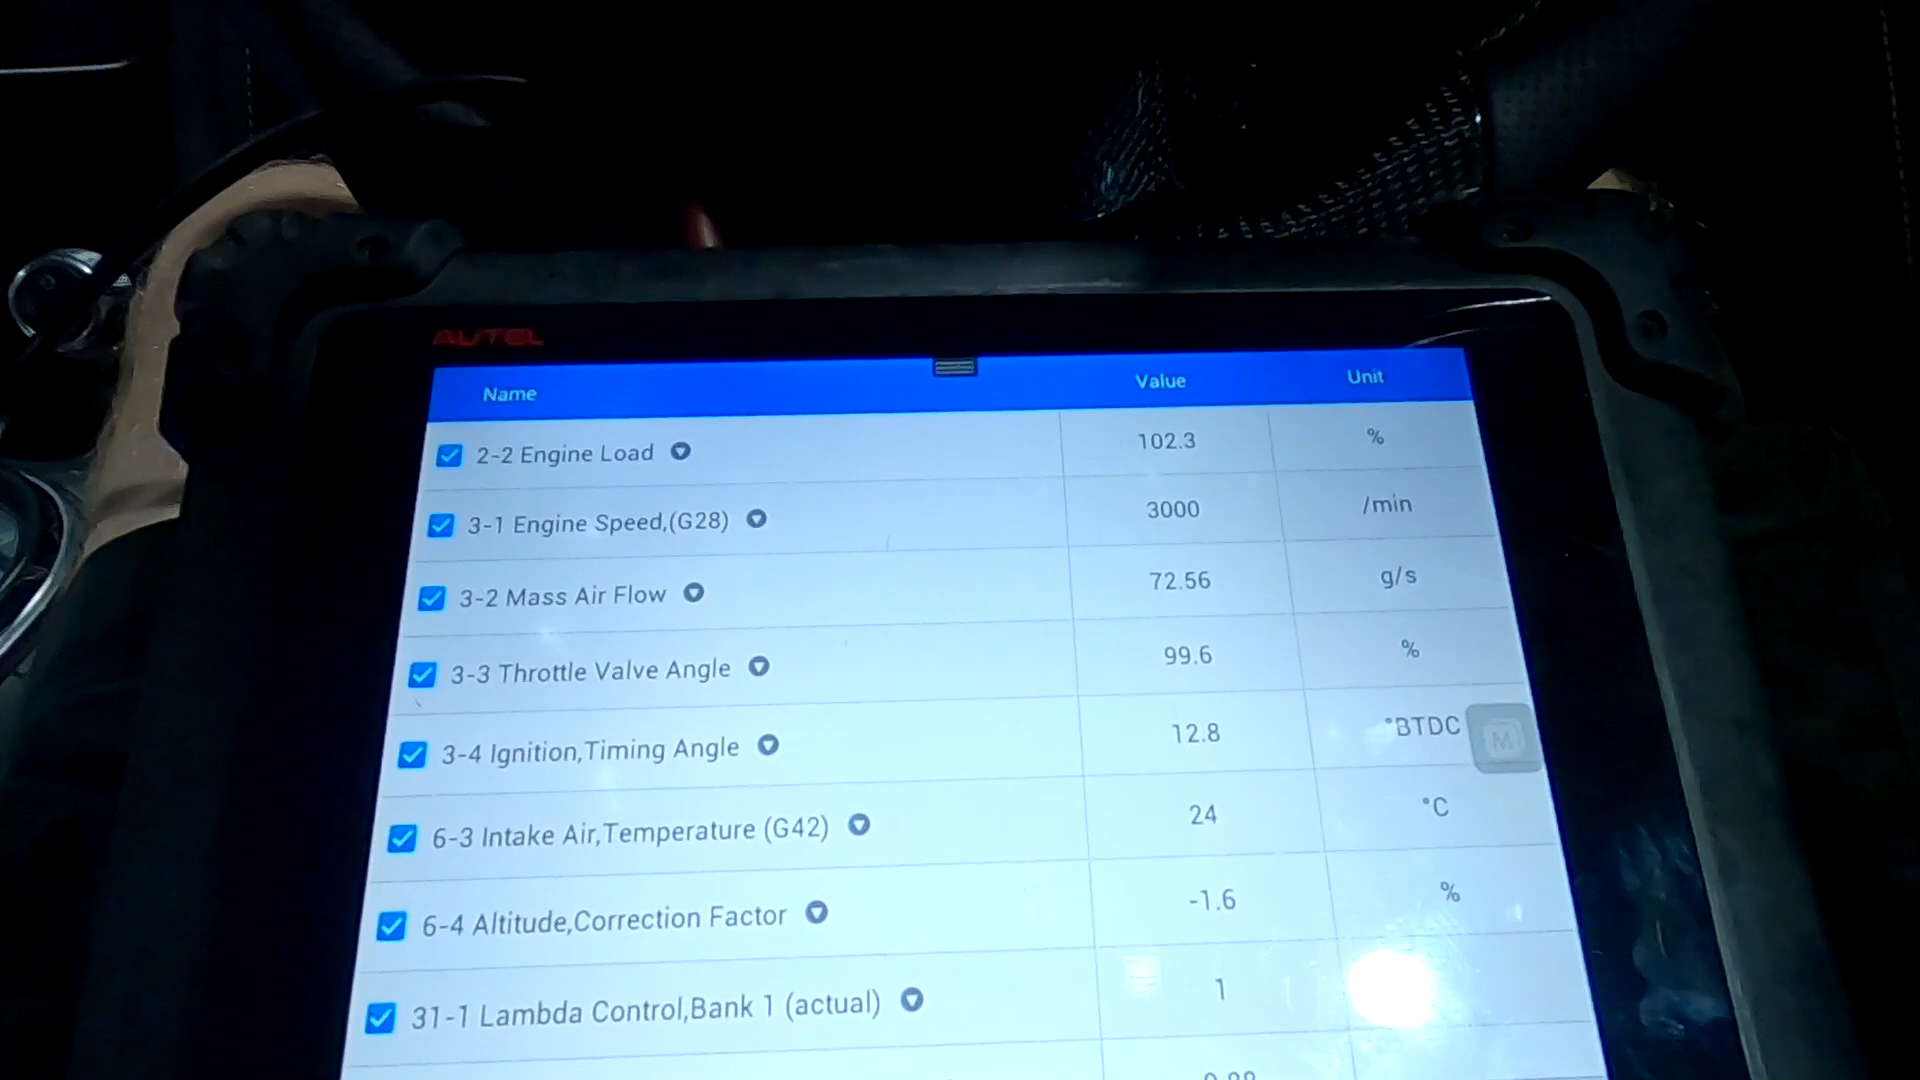 AUTEL
Name Value Unit
2-2 Engine Load 102.3 %
3-1 Engine Speed,(G28) 3000 /min
3-2 Mass Air Flow 72.56 g/s
3-3 Throttle Valve Angle 99.6 %
3-4 Ignition,Timing Angle 12.8 °BTDC
M
6-3 Intake Air,Temperature (G42) 24 °C
6-4 Altitude,Correction Factor -1.6 %
31-1 Lambda Control,Bank 1 (actual) 1